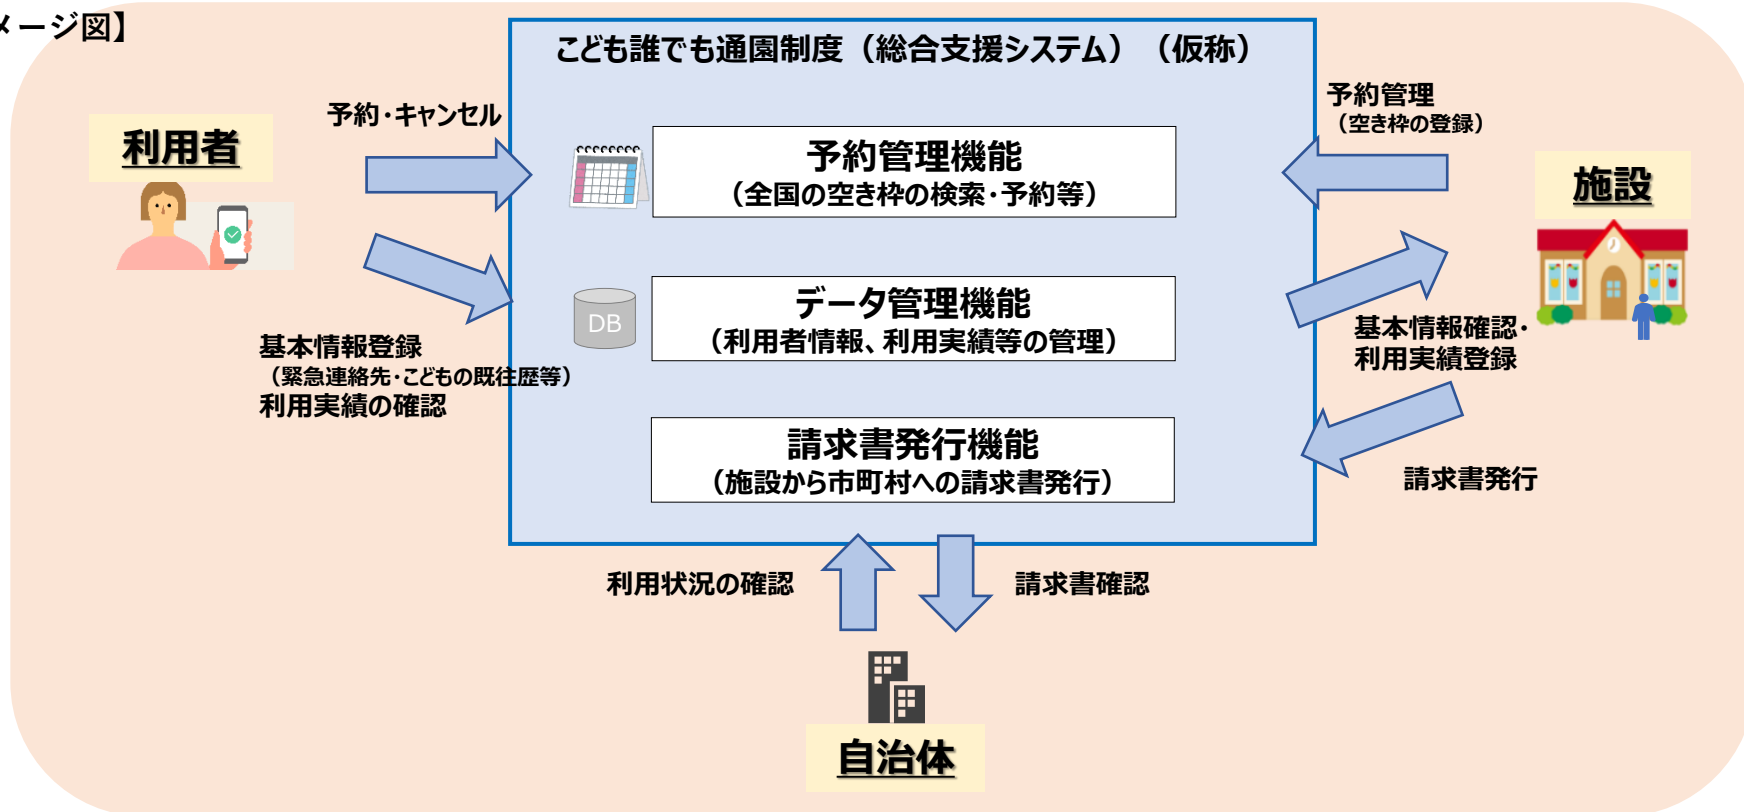 メージ図】
こども誰でも通園制度（総合支援システム）（仮称）
予約・キャンセル
利用者
予約管理機能
（全国の空き枠の検索・予約等）
予約管理
（空き枠の登録）
施設
DB
データ管理機能
（利用者情報、利用実績等の管理）
基本情報登録
（緊急連絡先・こどもの既往歴等）
利用実績の確認
基本情報確認・
利用実績登録
請求書発行機能
（施設から市町村への請求書発行）
請求書発行
利用状況の確認
請求書確認
自治体